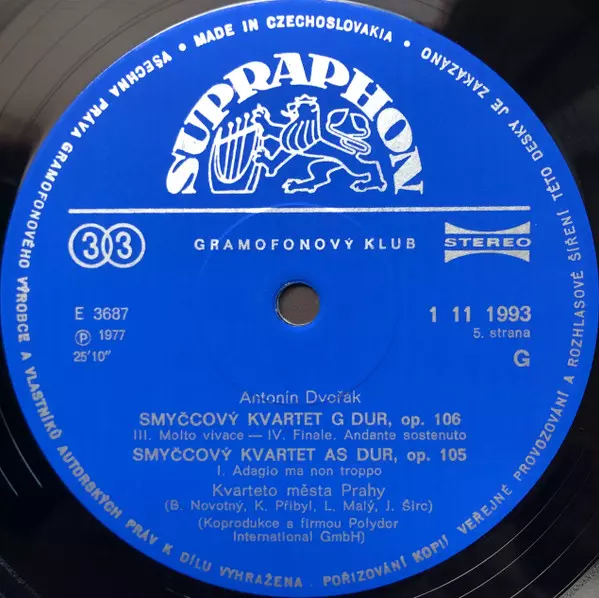 VŠECHNA PRÁVA GRAMOFONOVÉHO VÝROBCE A VLASTNÍKŮ AUTORSKÝCH PRÁV K DÍLU VYHRAŽENA . POŘIZOVÁNÍ KOPIÍ VEŘEJNÉ PROVOZOVÁNÍ A ROZHLASOVÉ ŠÍŘENÍ TÉTO DESKY JE ZAKÁZÁNO
• MADE IN CZECHOSLOVAKIA •
SUPRAPHON
33
GRAMOFONOVÝ KLUB
STEREO
E 3687
Ⓟ 1977
25'10"
1 11 1993
5. strana
G
Antonín Dvořák
SMYČCOVÝ KVARTET G DUR, op. 106
III. Molto vivace — IV. Finale. Andante sostenuto
SMYČCOVÝ KVARTET AS DUR, op. 105
I. Adagio ma non troppo
Kvarteto města Prahy
(B. Novotný, K. Přibyl, L. Malý, J. Širc)
(Koprodukce a firmou Polydor
International GmbH)